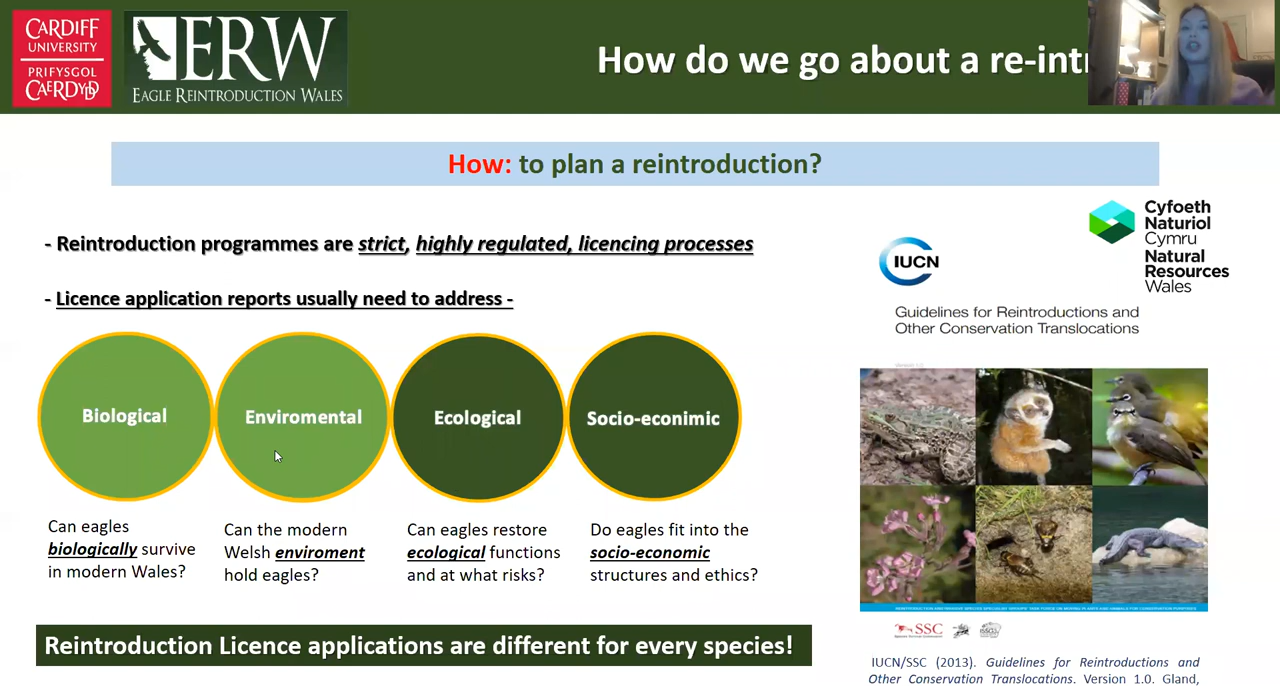 CARDIFF
UNIVERSITY
PRIFYSGOL
CAERDYDD
ERW
EAGLE REINTRODUCTION WALES
How do we go about a re-int
How: to plan a reintroduction?
- Reintroduction programmes are strict, highly regulated, licencing processes
- Licence application reports usually need to address -
Biological
Enviromental
Ecological
Socio-econimic
Can eagles
biologically survive
in modern Wales?
Can the modern
Welsh enviroment
hold eagles?
Can eagles restore
ecological functions
and at what risks?
Do eagles fit into the
socio-economic
structures and ethics?
Reintroduction Licence applications are different for every species!
Cyfoeth
Naturiol
Cymru
Natural
Resources
Wales
IUCN
Guidelines for Reintroductions and
Other Conservation Translocations
SSC
IUCN/SSC (2013). Guidelines for Reintroductions and
Other Conservation Translocations. Version 1.0. Gland,